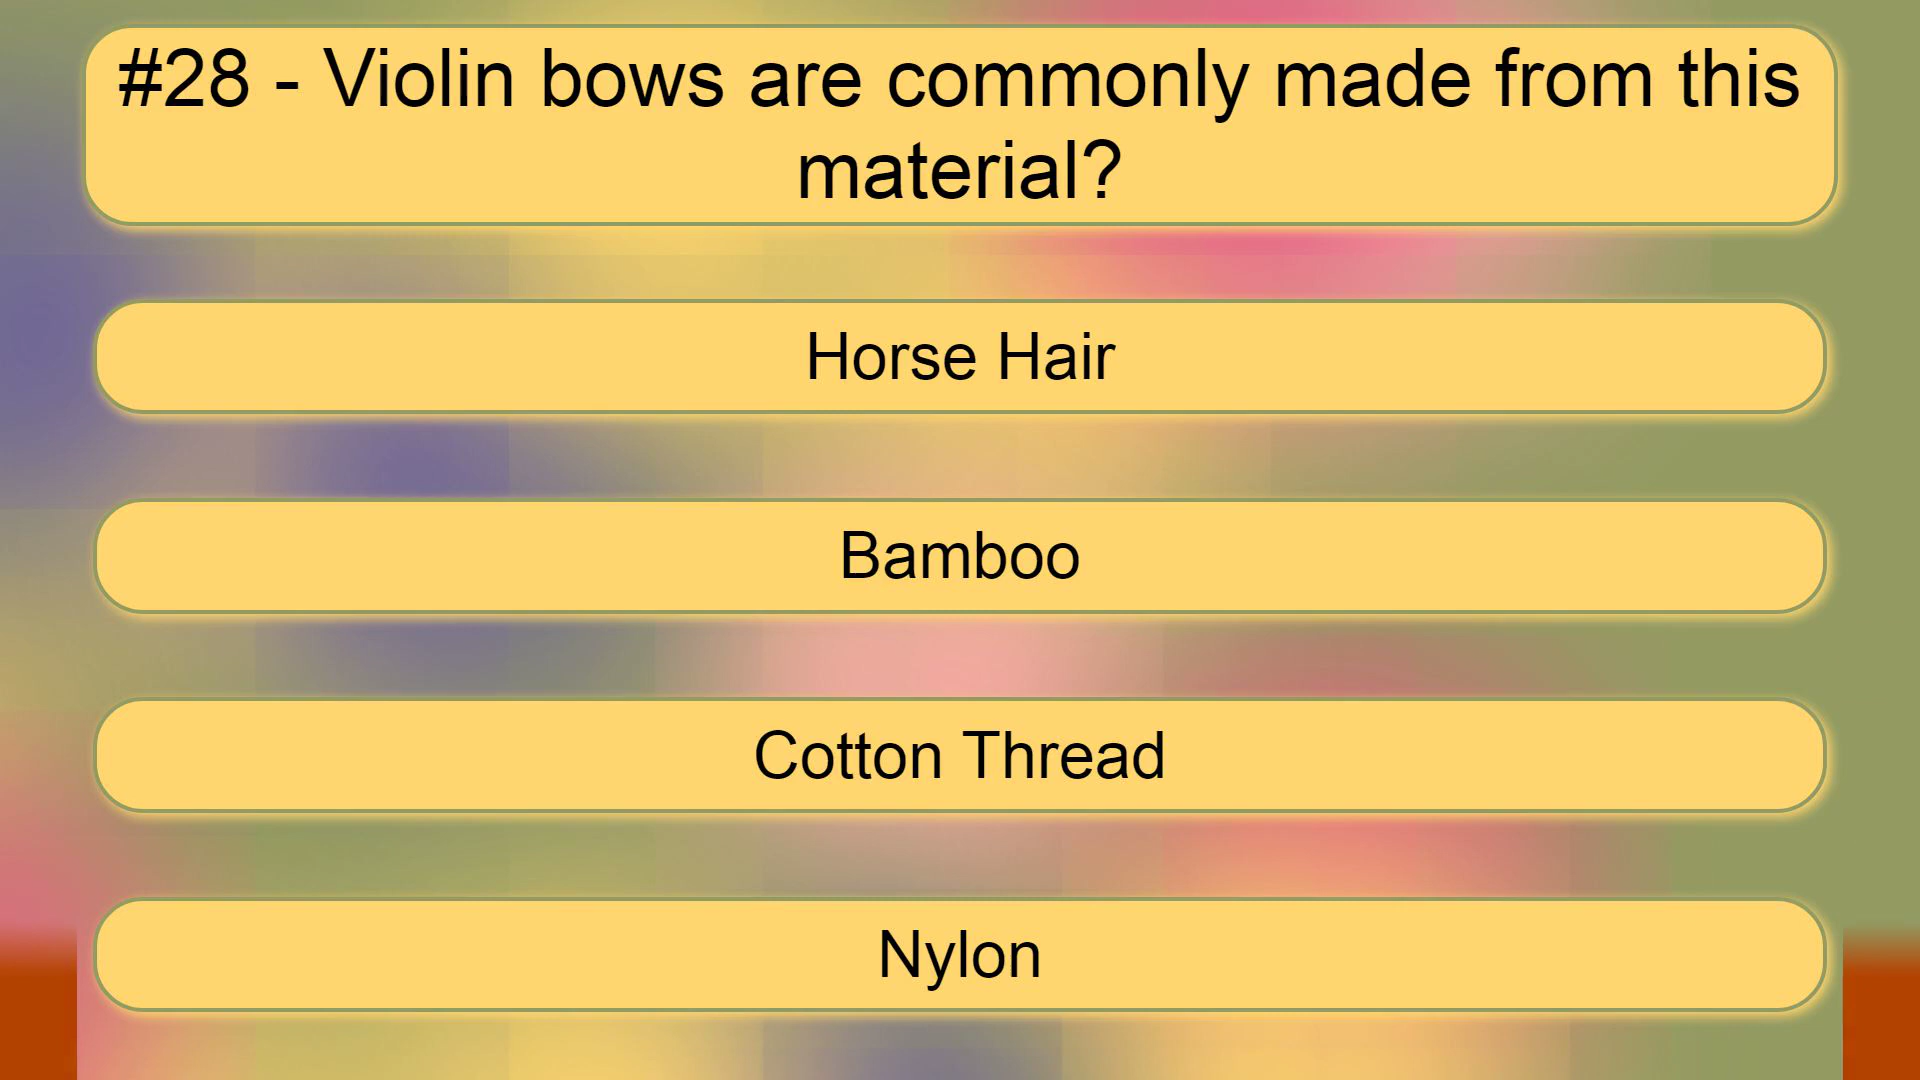 #28 - Violin bows are commonly made from this
material?
Horse Hair
Bamboo
Cotton Thread
Nylon